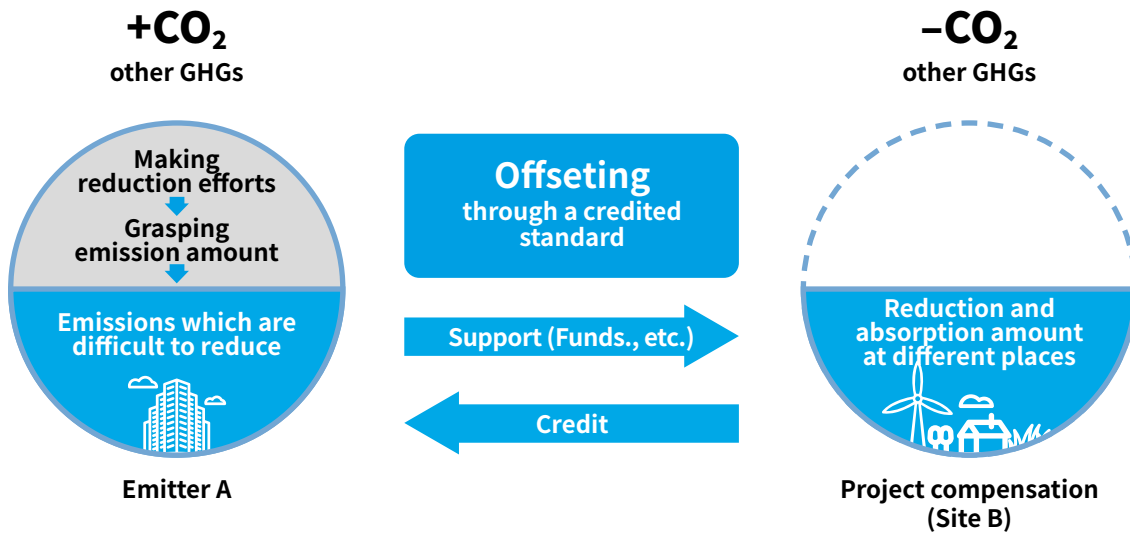 +CO₂
other GHGs
Making
reduction efforts
Grasping
emission amount
Emissions which are
difficult to reduce
Emitter A
Offseting
through a credited
standard
Support (Funds., etc.)
Credit
–CO₂
other GHGs
Reduction and
absorption amount
at different places
Project compensation
(Site B)